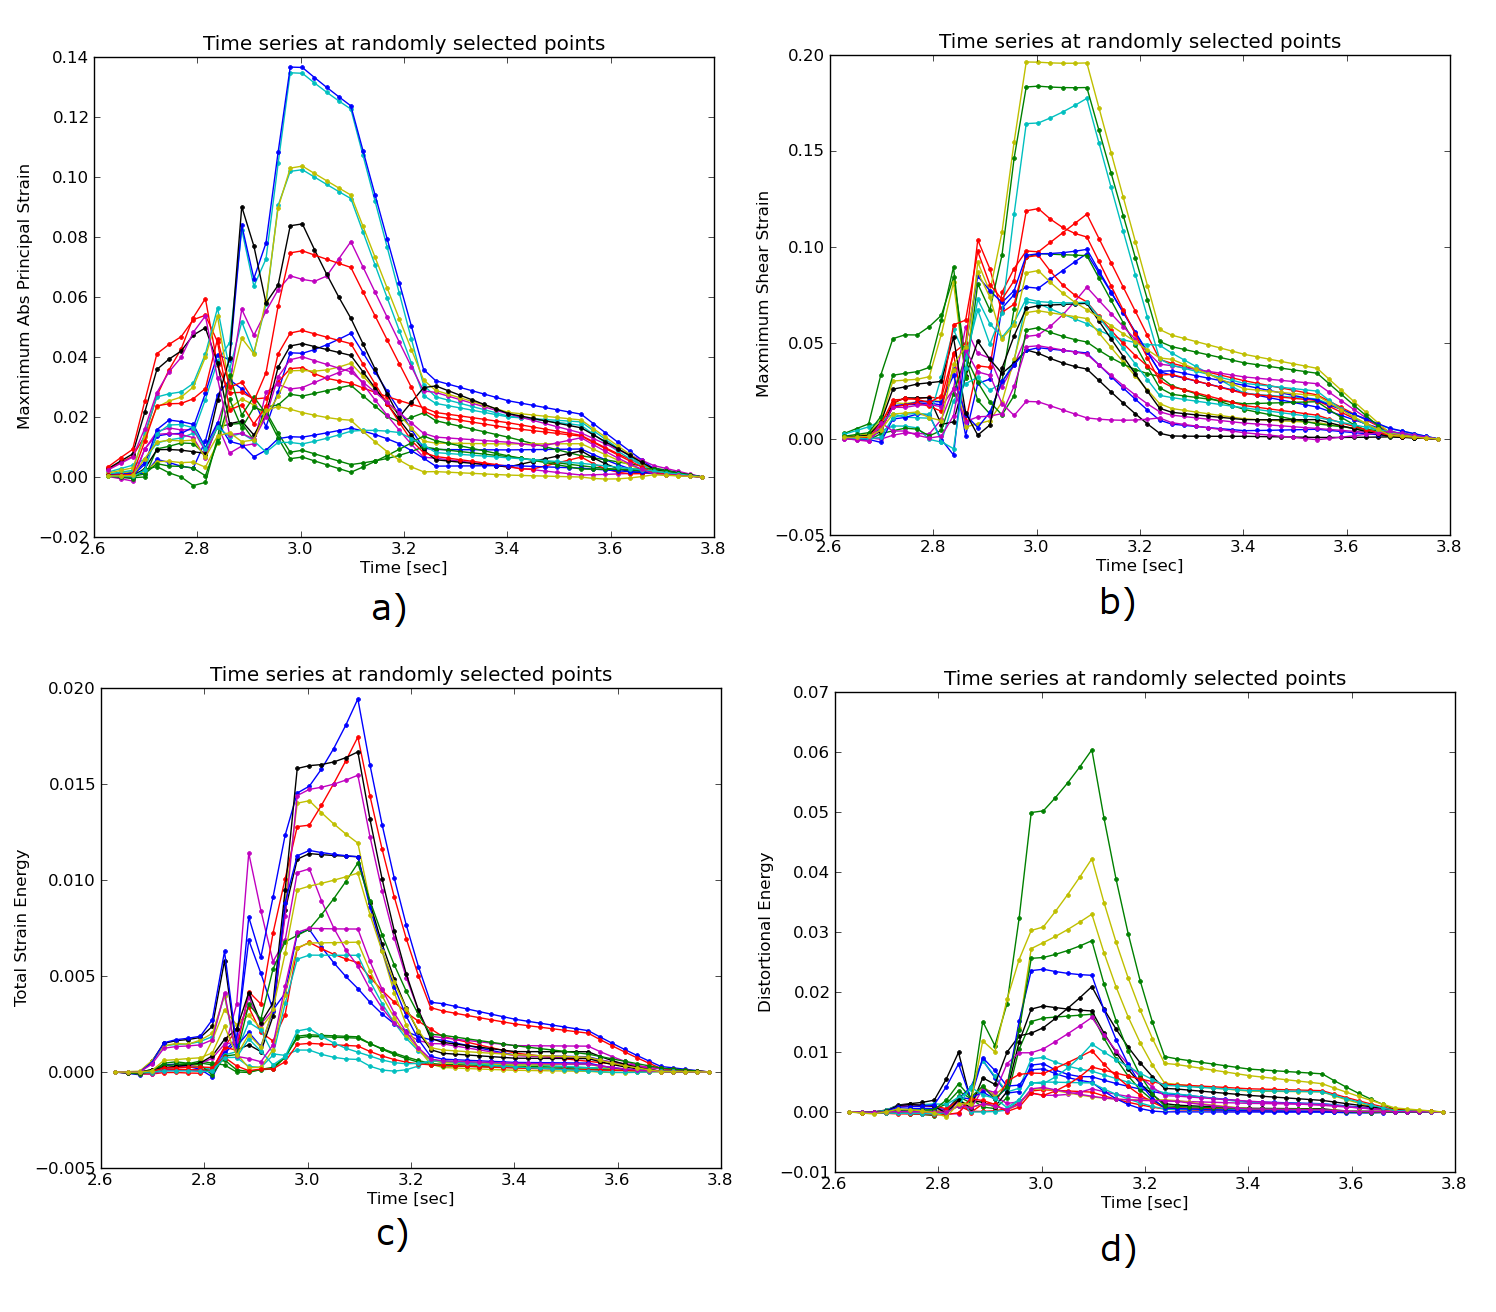 Time series at randomly selected points
0.14
0.12
0.10
0.08
0.06
0.04
0.02
0.00
−0.02
Maxmimum Abs Principal Strain
2.6 2.8 3.0 3.2 3.4 3.6 3.8
Time [sec]
a)
Time series at randomly selected points
0.20
0.15
0.10
0.05
0.00
−0.05
Maxmimum Shear Strain
2.6 2.8 3.0 3.2 3.4 3.6 3.8
Time [sec]
b)
Time series at randomly selected points
0.020
0.015
0.010
0.005
0.000
−0.005
Total Strain Energy
2.6 2.8 3.0 3.2 3.4 3.6 3.8
Time [sec]
c)
Time series at randomly selected points
0.07
0.06
0.05
0.04
0.03
0.02
0.01
0.00
−0.01
Distortional Energy
2.6 2.8 3.0 3.2 3.4 3.6 3.8
Time [sec]
d)